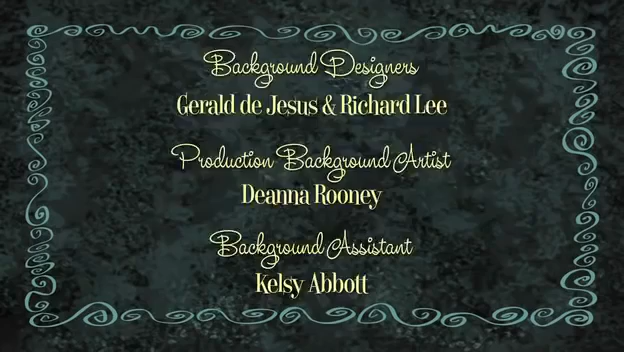 Background Designers
Gerald de Jesus & Richard Lee
Production Background Artist
Deanna Rooney
Background Assistant
Kelsy Abbott